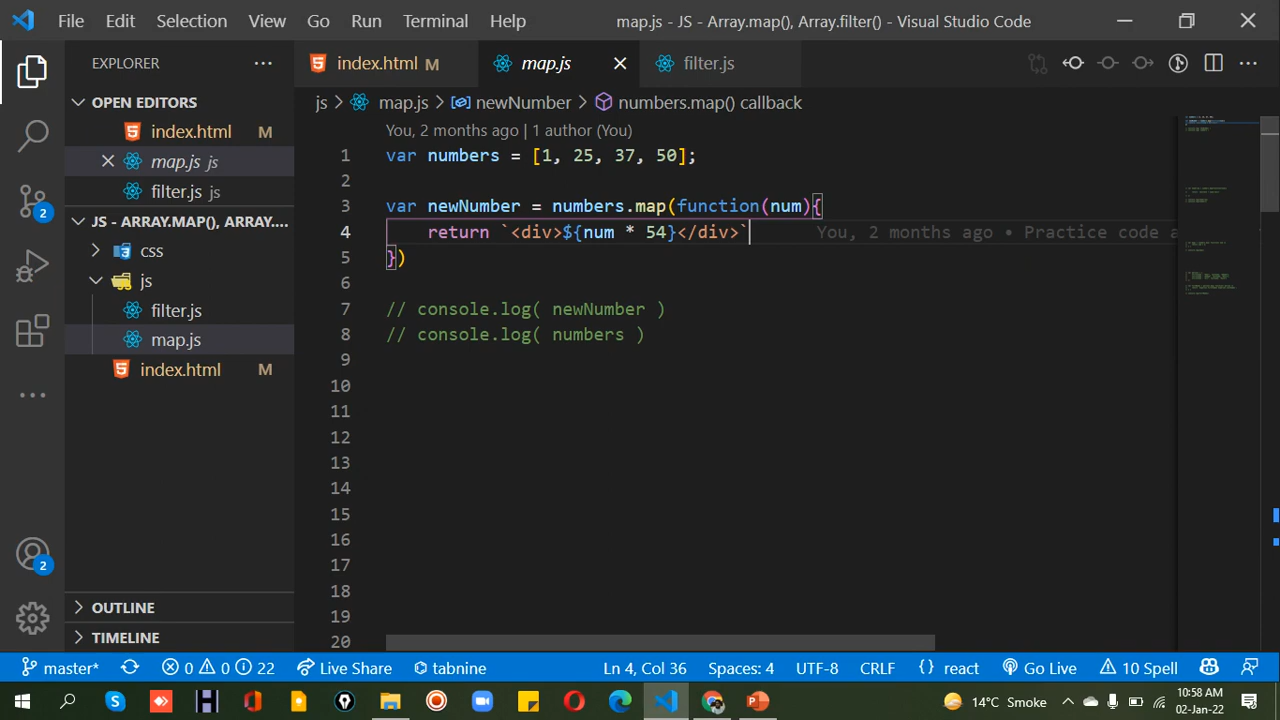 File Edit Selection View Go Run Terminal Help map.js - JS - Array.map(), Array.filter() - Visual Studio Code
EXPLORER
OPEN EDITORS
index.html M
map.js js
filter.js js
JS - ARRAY.MAP(), ARRAY....
css
js
filter.js
map.js
index.html M
OUTLINE
TIMELINE
2
2
index.html M map.js filter.js
js > map.js > newNumber > numbers.map() callback
You, 2 months ago | 1 author (You)
1 var numbers = [1, 25, 37, 50];
2
3 var newNumber = numbers.map(function(num){
4 return `<div>${num * 54}</div>` You, 2 months ago • Practice code a
5 })
6
7 // console.log( newNumber )
8 // console.log( numbers )
9
10
11
12
13
14
15
16
17
18
19
20
master* 0 0 22 Live Share tabnine Ln 4, Col 36 Spaces: 4 UTF-8 CRLF {} react Go Live 10 Spell
14°C Smoke 10:58 AM
02-Jan-22